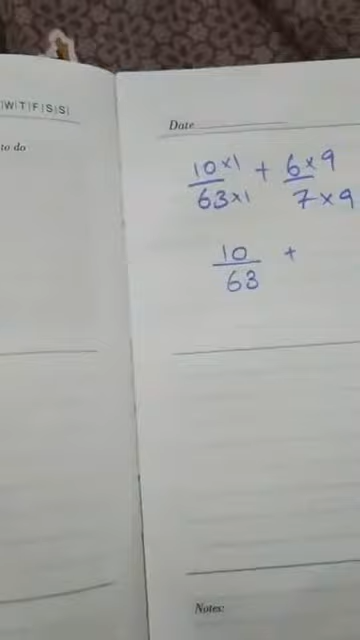 W|T|F|S|S|
to do
Date
10×1/63×1 + 6×9/7×9
10/63 +
Notes: